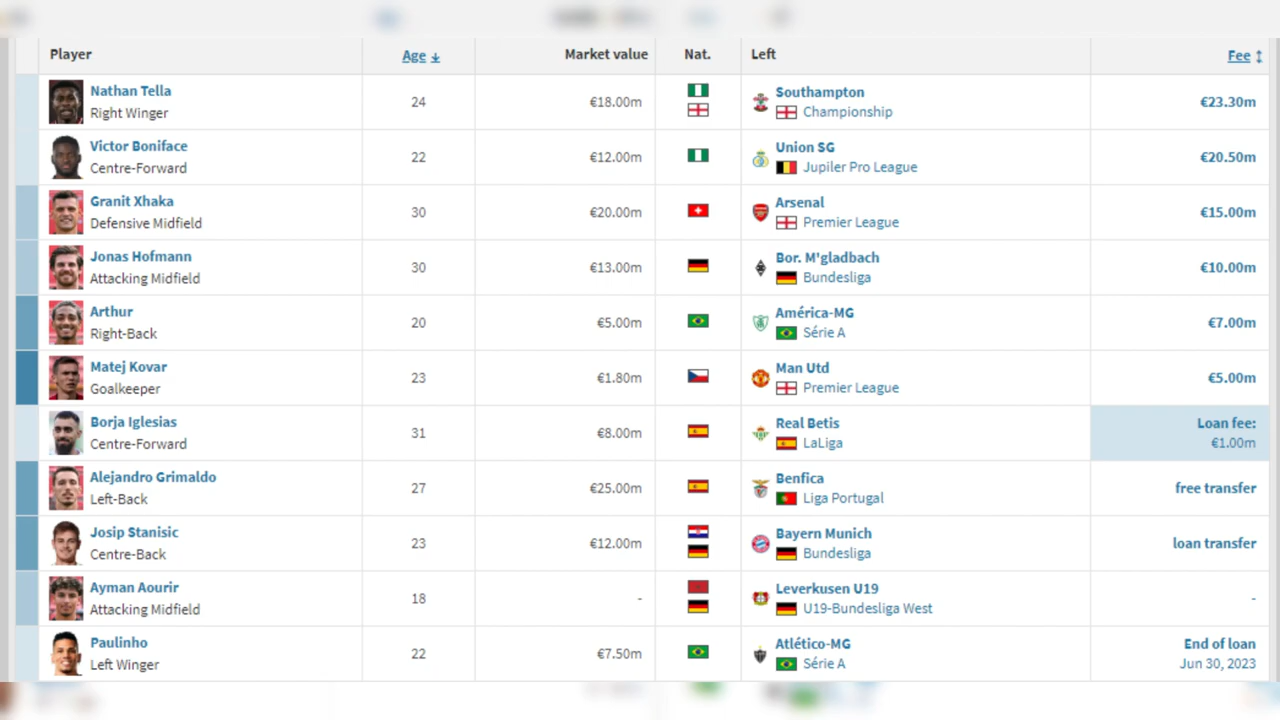 Player Age ↓ Market value Nat. Left Fee ↕
Nathan Tella
Right Winger
24
€18.00m
Southampton
Championship
€23.30m
Victor Boniface
Centre-Forward
22
€12.00m
Union SG
Jupiler Pro League
€20.50m
Granit Xhaka
Defensive Midfield
30
€20.00m
Arsenal
Premier League
€15.00m
Jonas Hofmann
Attacking Midfield
30
€13.00m
Bor. M'gladbach
Bundesliga
€10.00m
Arthur
Right-Back
20
€5.00m
América-MG
Série A
€7.00m
Matej Kovar
Goalkeeper
23
€1.80m
Man Utd
Premier League
€5.00m
Borja Iglesias
Centre-Forward
31
€8.00m
Real Betis
LaLiga
Loan fee:
€1.00m
Alejandro Grimaldo
Left-Back
27
€25.00m
Benfica
Liga Portugal
free transfer
Josip Stanisic
Centre-Back
23
€12.00m
Bayern Munich
Bundesliga
loan transfer
Ayman Aourir
Attacking Midfield
18
-
Leverkusen U19
U19-Bundesliga West
-
Paulinho
Left Winger
22
€7.50m
Atlético-MG
Série A
End of loan
Jun 30, 2023